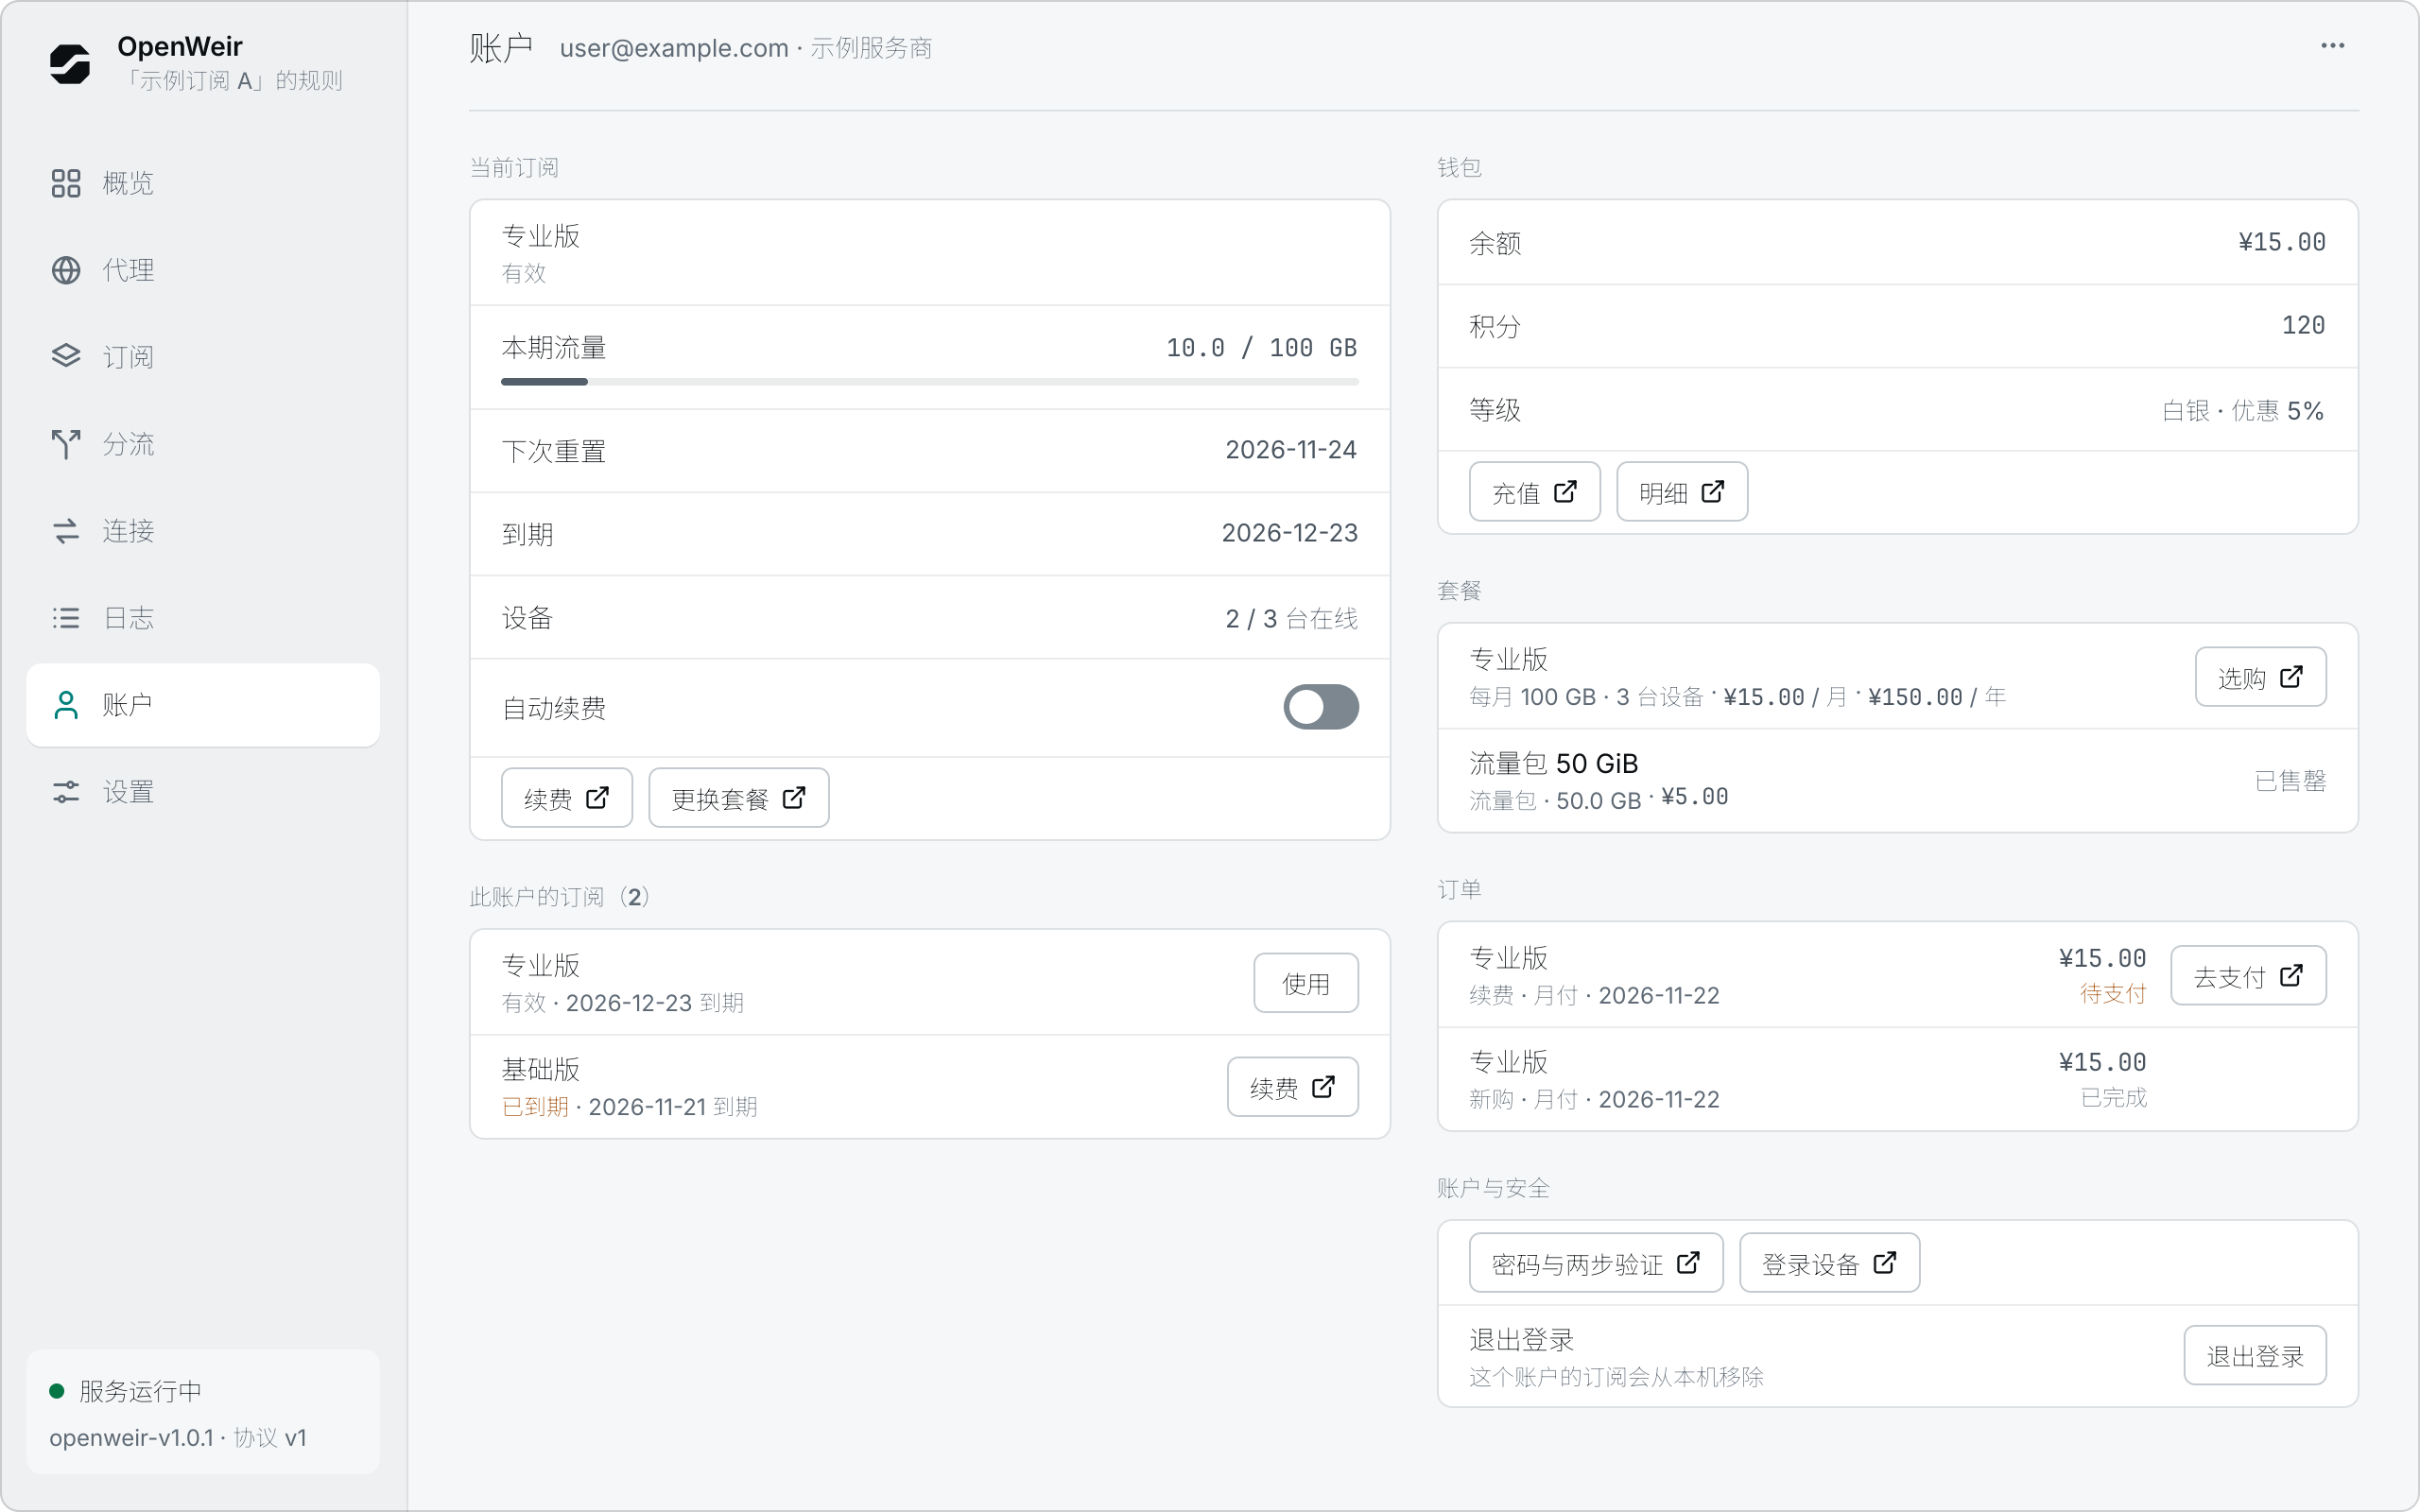 OpenWeir
「示例订阅 A」的规则
概览
代理
订阅
分流
连接
日志
账户
设置
服务运行中
openweir-v1.0.1 · 协议 v1
账户 user@example.com · 示例服务商
当前订阅
专业版
有效
本期流量 10.0 / 100 GB
下次重置 2026-11-24
到期 2026-12-23
设备 2 / 3 台在线
自动续费
续费 更换套餐
此账户的订阅（2）
专业版
有效 · 2026-12-23 到期
使用
基础版
已到期 · 2026-11-21 到期
续费
钱包
余额 ¥15.00
积分 120
等级 白银 · 优惠 5%
充值 明细
套餐
专业版
每月 100 GB · 3 台设备 · ¥15.00 / 月 · ¥150.00 / 年
选购
流量包 50 GiB
流量包 · 50.0 GB · ¥5.00
已售罄
订单
专业版
续费 · 月付 · 2026-11-22
¥15.00
待支付
去支付
专业版
新购 · 月付 · 2026-11-22
¥15.00
已完成
账户与安全
密码与两步验证 登录设备
退出登录
这个账户的订阅会从本机移除
退出登录